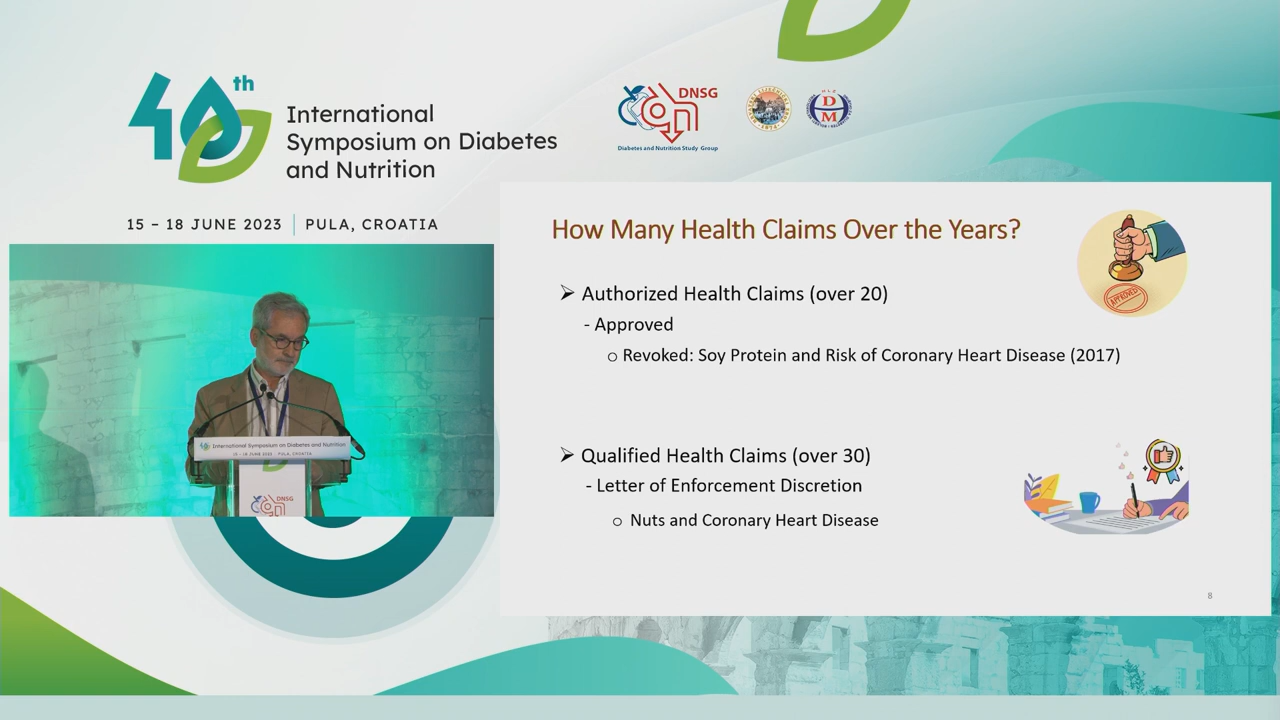 40th
International
Symposium on Diabetes
and Nutrition
15 – 18 JUNE 2023 | PULA, CROATIA
DNSG
Diabetes and Nutrition Study Group
DM
How Many Health Claims Over the Years?
➢ Authorized Health Claims (over 20)
- Approved
o Revoked: Soy Protein and Risk of Coronary Heart Disease (2017)
APPROVED
➢ Qualified Health Claims (over 30)
- Letter of Enforcement Discretion
o Nuts and Coronary Heart Disease
8
International Symposium on Diabetes and Nutrition
15 – 18 JUNE 2023 | PULA, CROATIA
DNSG